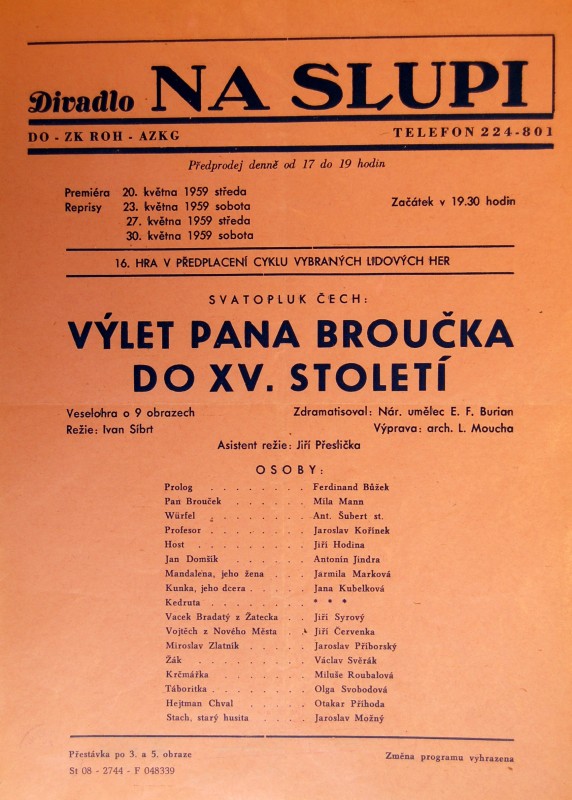 Divadlo NA SLUPI
DO - ZK ROH - AZKG TELEFON 224-801
Předprodej denně od 17 do 19 hodin
Premiéra 20. května 1959 středa
Reprisy 23. května 1959 sobota
Začátek v 19.30 hodin
27. května 1959 středa
30. května 1959 sobota
16. HRA V PŘEDPLACENÍ CYKLU VYBRANÝCH LIDOVÝCH HER
SVATOPLUK ČECH:
VÝLET PANA BROUČKA
DO XV. STOLETÍ
Veselohra o 9 obrazech Zdramatisoval: Nár. umělec E. F. Burian
Režie: Ivan Síbrt Výprava: arch. L. Moucha
Asistent režie: Jiří Přeslička
OSOBY:
Prolog . . . . . . . . Ferdinand Bůžek
Pan Brouček . . . . . . Míla Mann
Würfel . . . . . . . . Ant. Šubert st.
Profesor . . . . . . . Jaroslav Kořínek
Host . . . . . . . . . Jiří Hodina
Jan Domšík . . . . . . Antonín Jindra
Mandalena, jeho žena . . . Jarmila Marková
Kunka, jeho dcera . . . . Jana Kubelková
Kedruta . . . . . . . * * *
Vacek Bradatý z Žatecka . . Jiří Syrový
Vojtěch z Nového Města . . Jiří Červenka
Miroslav Zlatník . . . . Jaroslav Příborský
Žák . . . . . . . . . Václav Svěrák
Krčmářka . . . . . . . Miluše Roubalová
Táboritka . . . . . . . Olga Svobodová
Hejtman Chval . . . . . Otakar Příhoda
Stach, starý husita . . . . Jaroslav Možný
Přestávka po 3. a 5. obraze Změna programu vyhrazena
St 08 - 2744 - F 048339